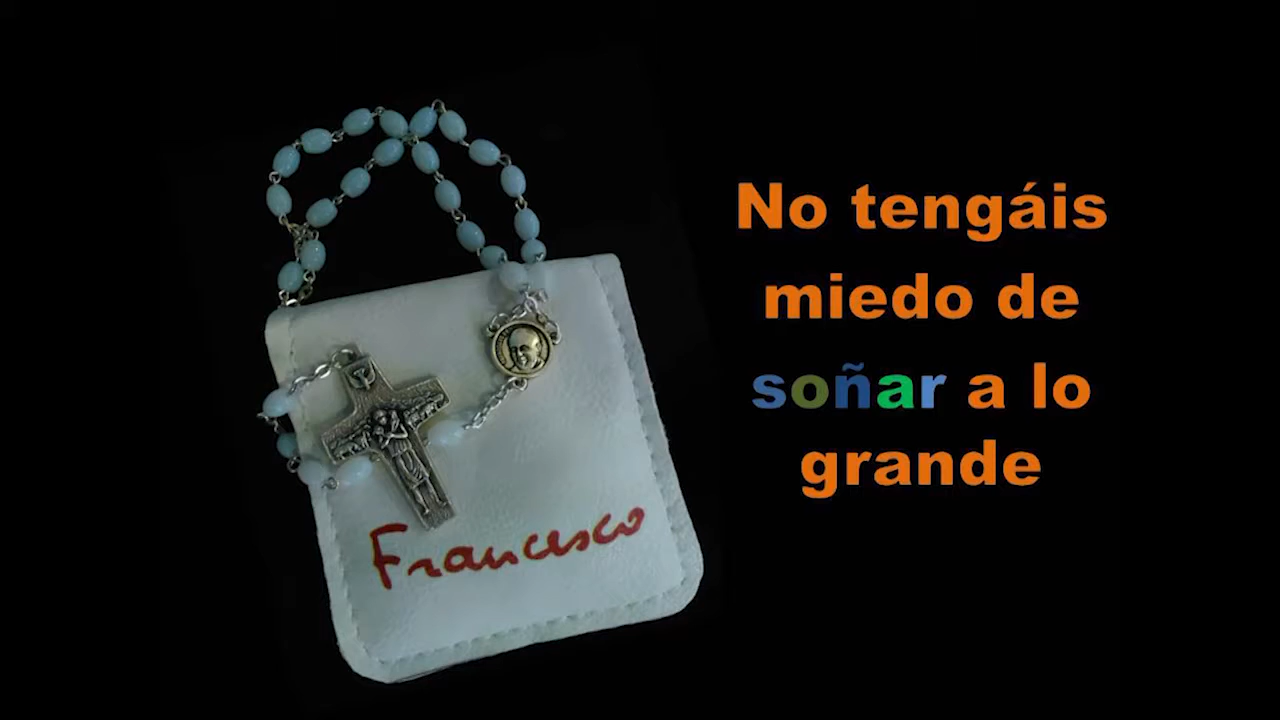 No tengáis
miedo de
soñar a lo
grande
Francesco